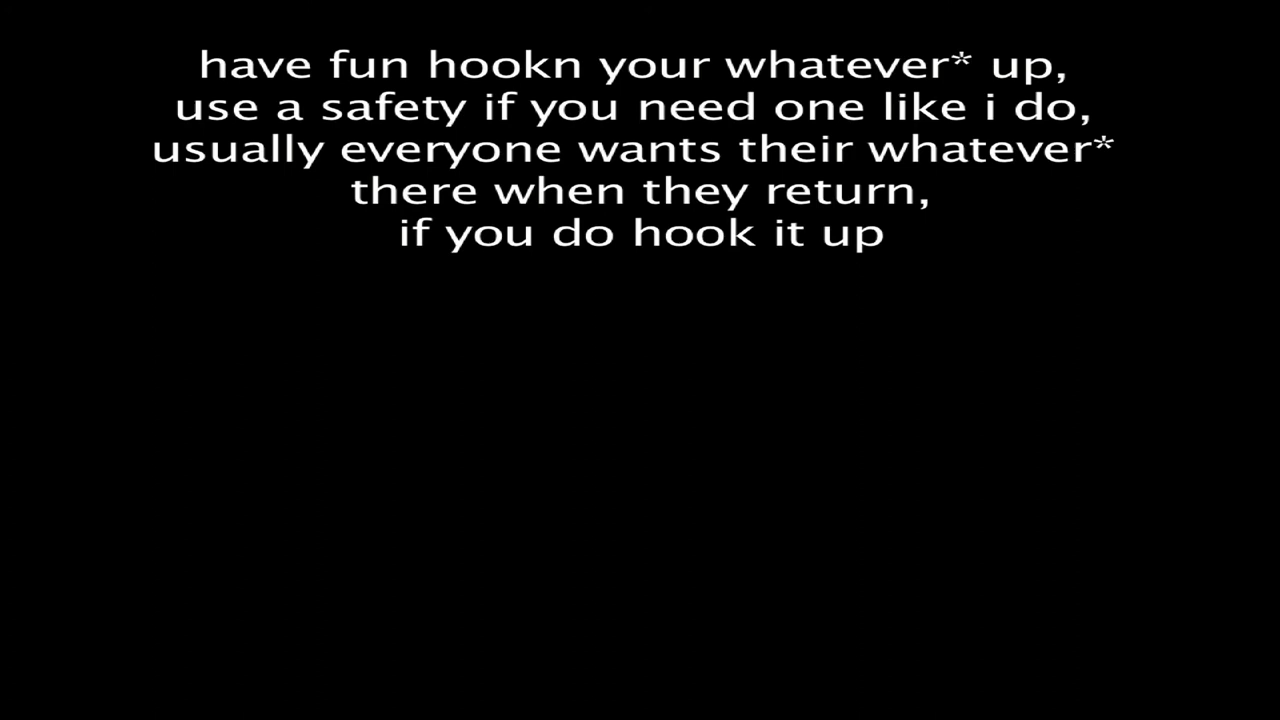 have fun hookn your whatever* up,
use a safety if you need one like i do,
usually everyone wants their whatever*
there when they return,
if you do hook it up